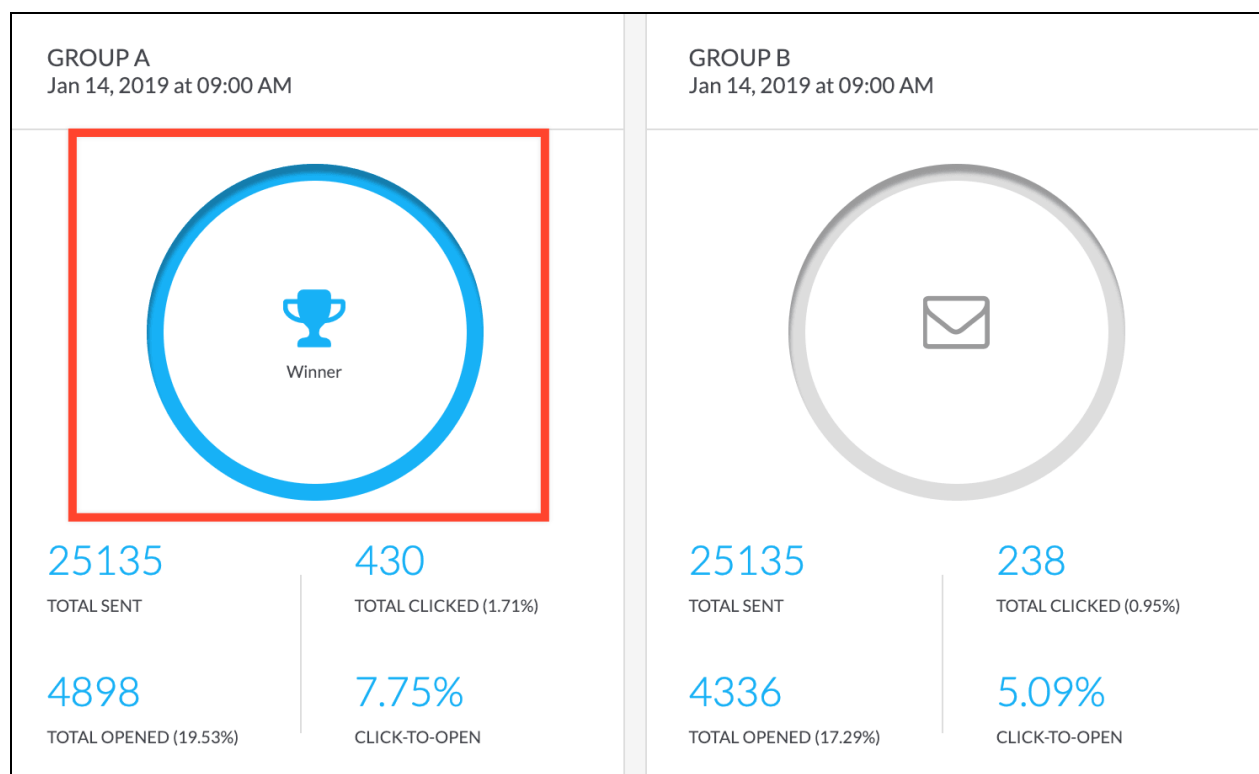 GROUP A
Jan 14, 2019 at 09:00 AM
Winner
25135
TOTAL SENT
430
TOTAL CLICKED (1.71%)
4898
TOTAL OPENED (19.53%)
7.75%
CLICK-TO-OPEN
GROUP B
Jan 14, 2019 at 09:00 AM
25135
TOTAL SENT
238
TOTAL CLICKED (0.95%)
4336
TOTAL OPENED (17.29%)
5.09%
CLICK-TO-OPEN